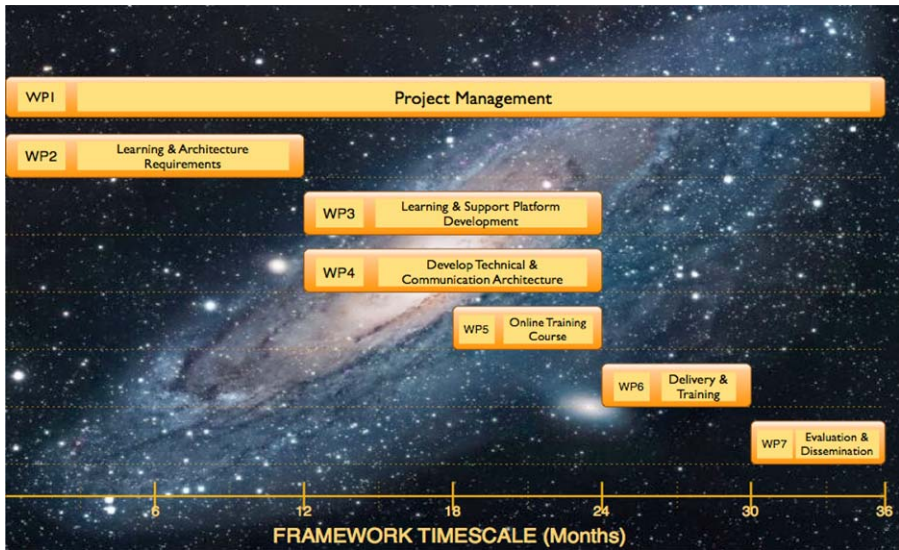 WP1 Project Management
WP2 Learning & Architecture
Requirements
WP3 Learning & Support Platform
Development
WP4 Develop Technical &
Communication Architecture
WP5 Online Training
Course
WP6 Delivery &
Training
WP7 Evaluation &
Dissemination
6 12 18 24 30 36
FRAMEWORK TIMESCALE (Months)